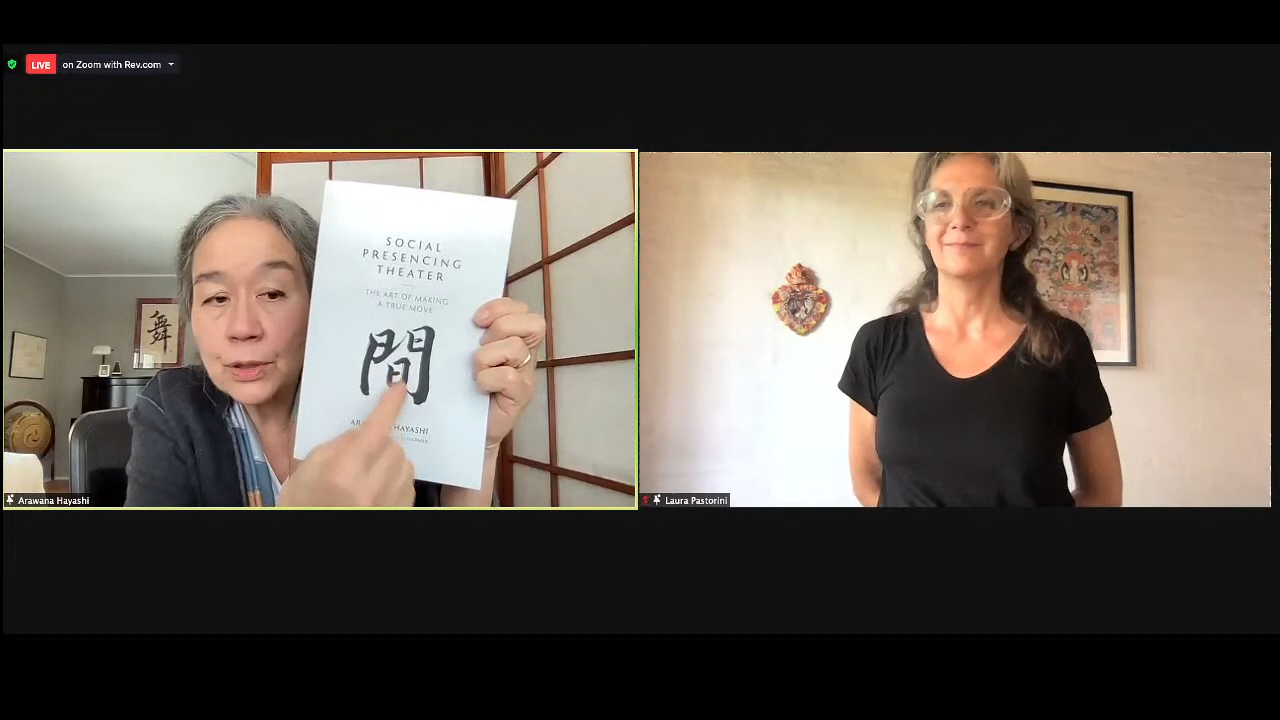 LIVE on Zoom with Rev.com
SOCIAL
PRESENCING
THEATER
THE ART OF MAKING
A TRUE MOVE
間
HAYASHI
舞
Arawana Hayashi
Laura Pastorini